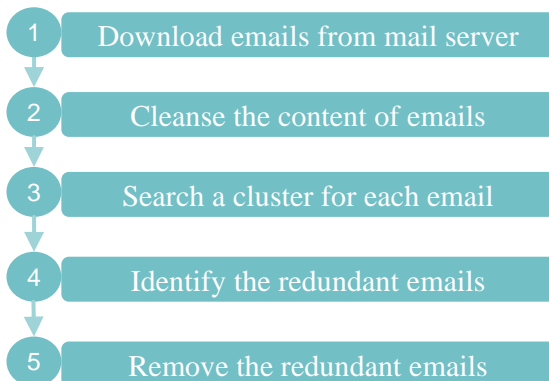 1 Download emails from mail server
2 Cleanse the content of emails
3 Search a cluster for each email
4 Identify the redundant emails
5 Remove the redundant emails